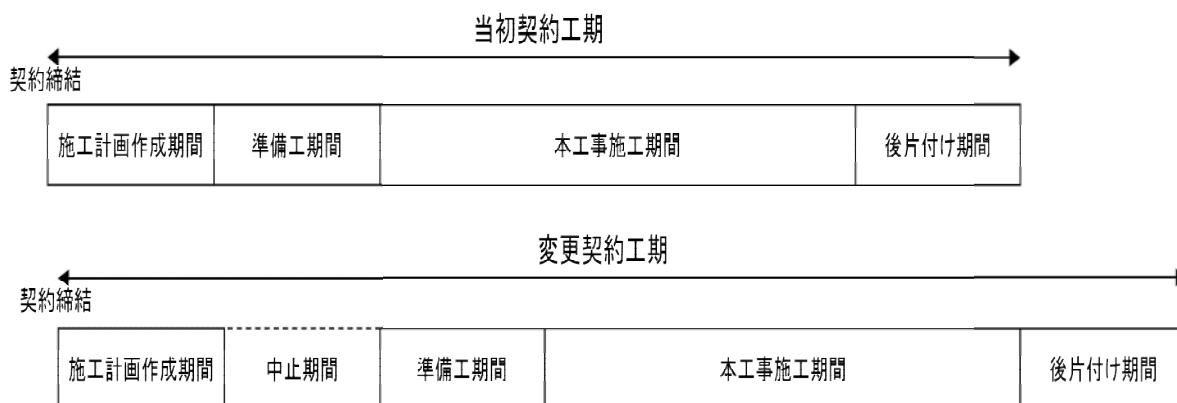 当初契約工期
契約締結
施工計画作成期間
準備工期間
本工事施工期間
後片付け期間
変更契約工期
契約締結
施工計画作成期間
中止期間
準備工期間
本工事施工期間
後片付け期間